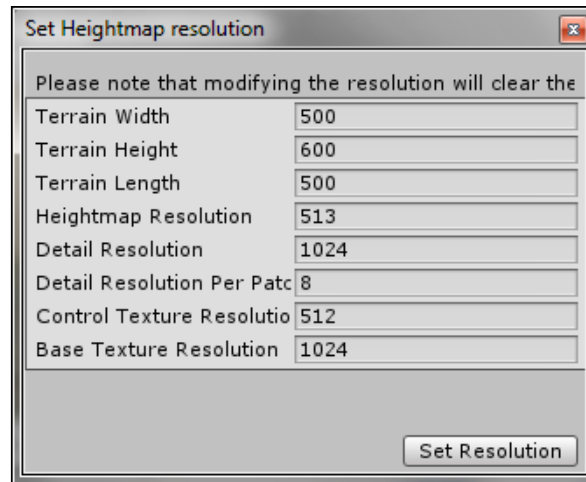 Set Heightmap resolution
Please note that modifying the resolution will clear the
Terrain Width 500
Terrain Height 600
Terrain Length 500
Heightmap Resolution 513
Detail Resolution 1024
Detail Resolution Per Patc 8
Control Texture Resolutio 512
Base Texture Resolution 1024
Set Resolution